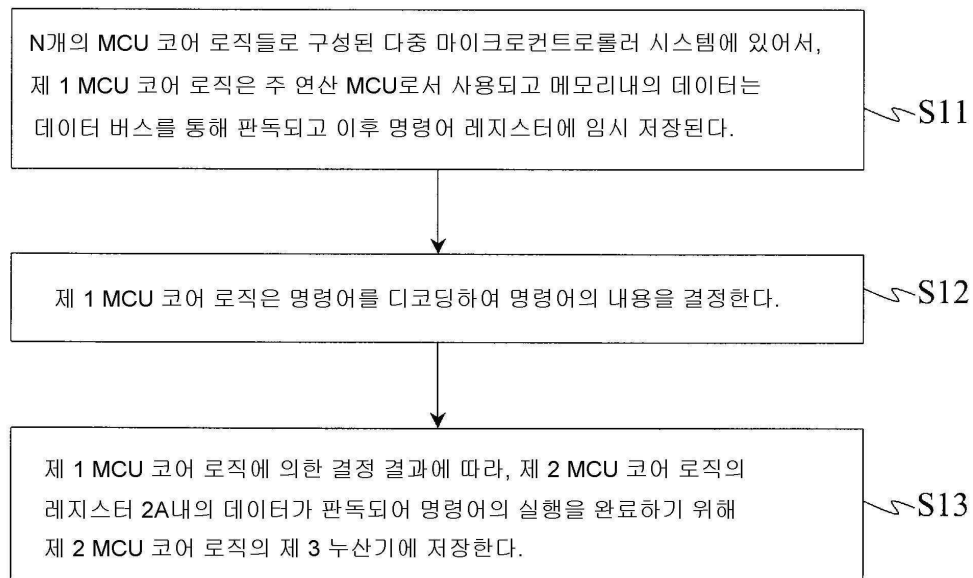 N개의 MCU 코어 로직들로 구성된 다중 마이크로컨트로롤러 시스템에 있어서,
제 1 MCU 코어 로직은 주 연산 MCU로서 사용되고 메모리내의 데이터는
데이터 버스를 통해 판독되고 이후 명령어 레지스터에 임시 저장된다.
S11
제 1 MCU 코어 로직은 명령어를 디코딩하여 명령어의 내용을 결정한다.
S12
제 1 MCU 코어 로직에 의한 결정 결과에 따라, 제 2 MCU 코어 로직의
레지스터 2A내의 데이터가 판독되어 명령어의 실행을 완료하기 위해
제 2 MCU 코어 로직의 제 3 누산기에 저장한다.
S13